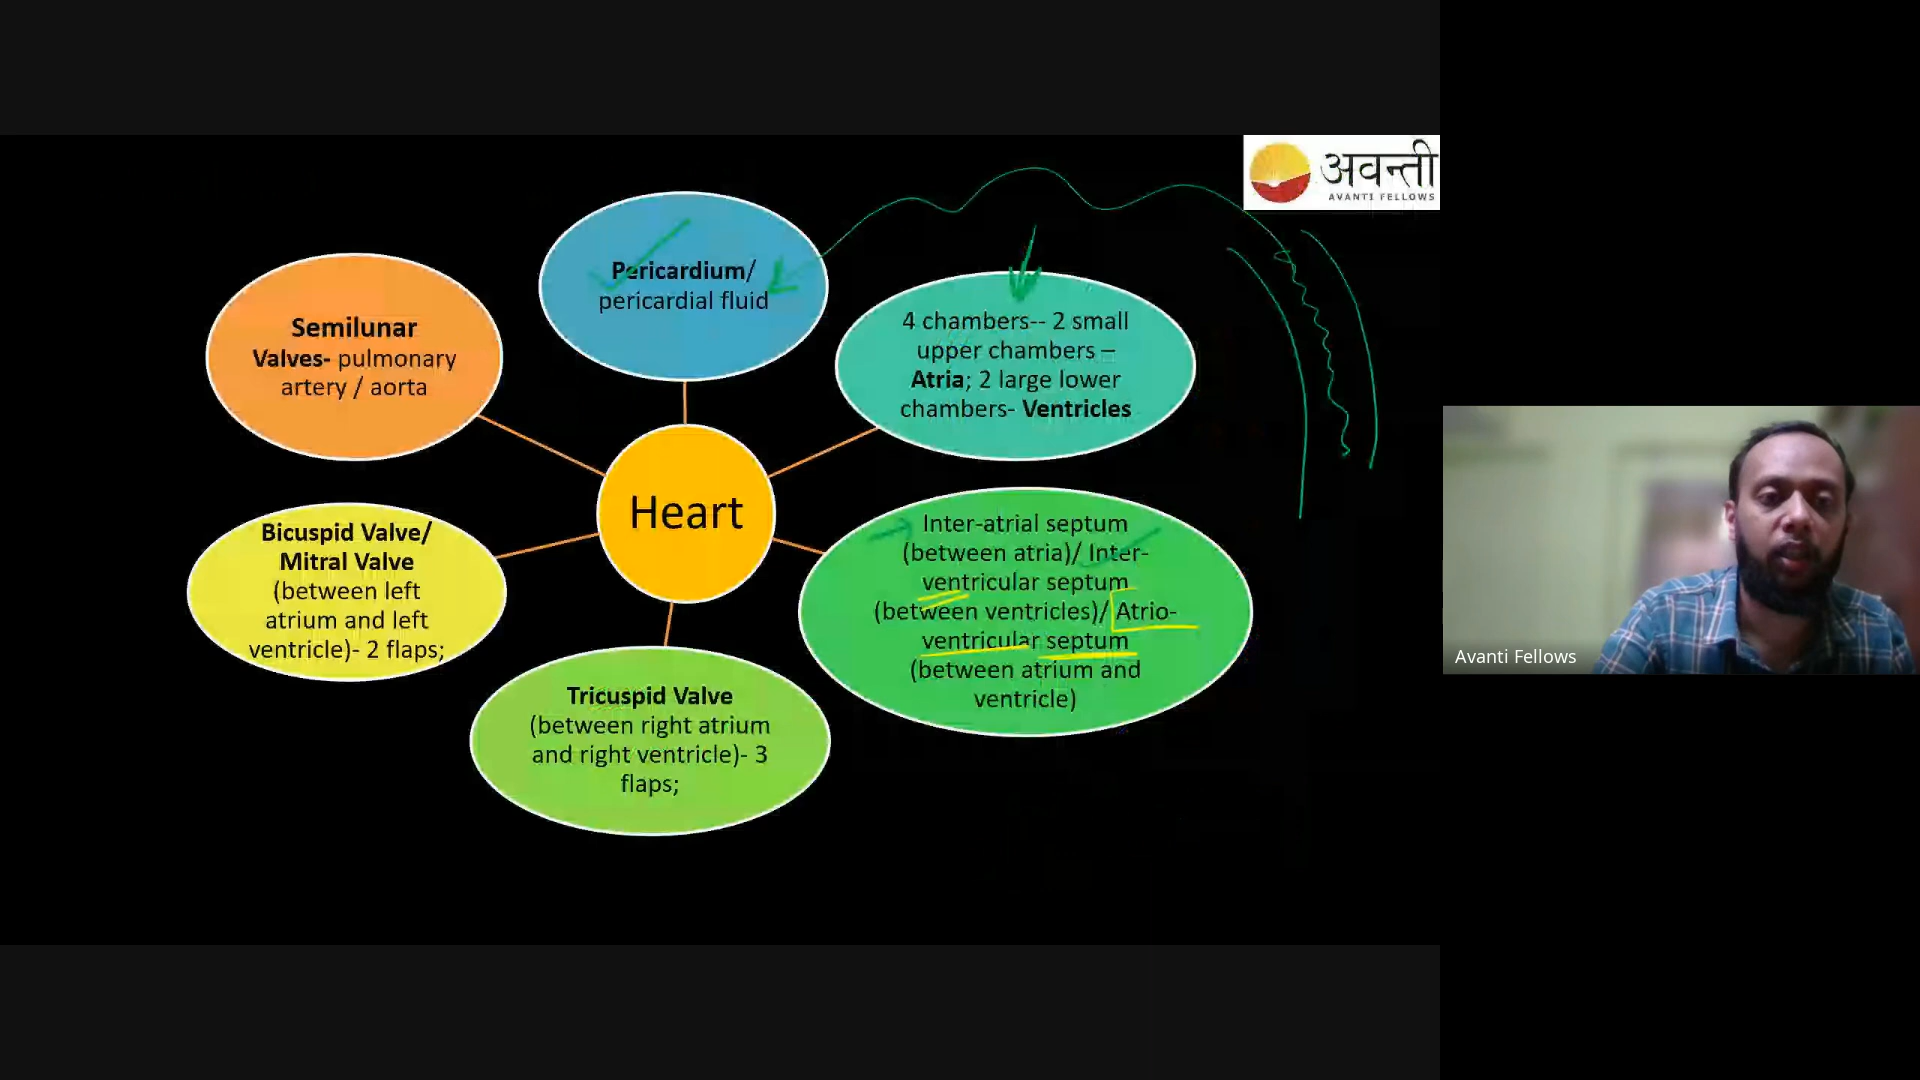 अवन्ती
AVANTI FELLOWS
Pericardium/
pericardial fluid
Semilunar
Valves- pulmonary
artery / aorta
4 chambers-- 2 small
upper chambers –
Atria; 2 large lower
chambers- Ventricles
Heart
Bicuspid Valve/
Mitral Valve
(between left
atrium and left
ventricle)- 2 flaps;
Inter-atrial septum
(between atria)/ Inter-
ventricular septum
(between ventricles)/ Atrio-
ventricular septum
(between atrium and
ventricle)
Tricuspid Valve
(between right atrium
and right ventricle)- 3
flaps;
Avanti Fellows